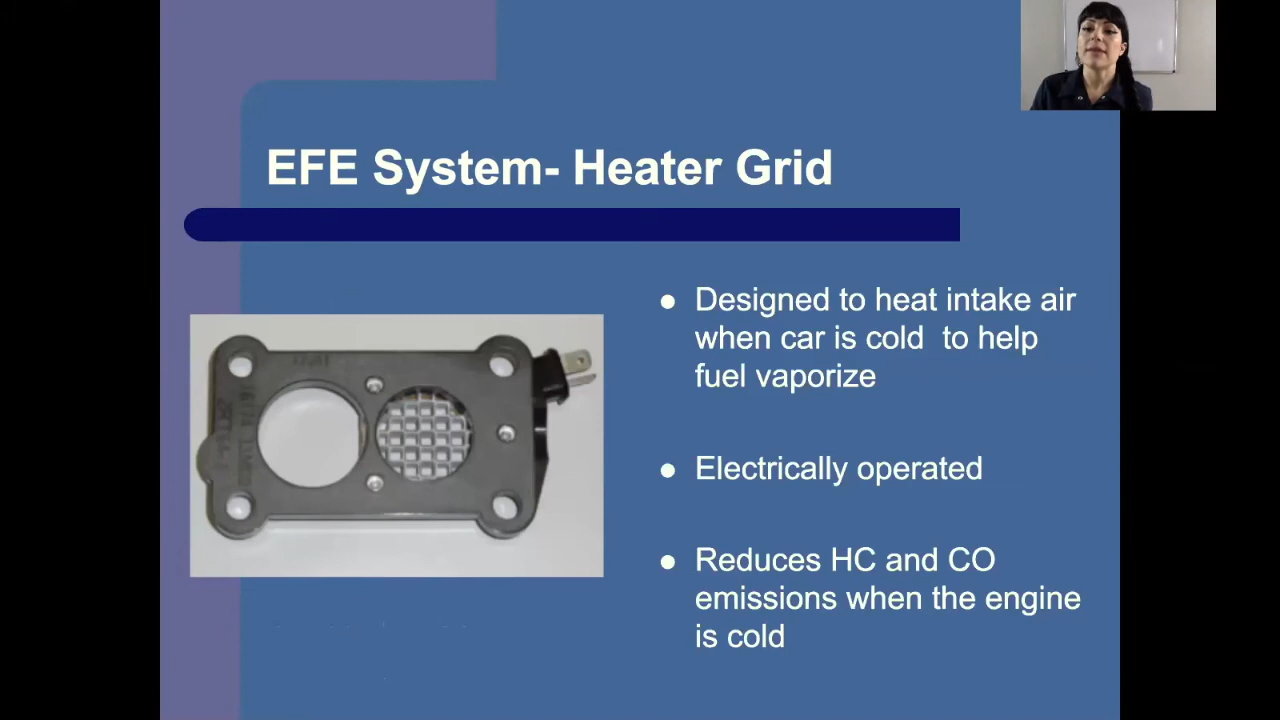 EFE System- Heater Grid
Designed to heat intake air
when car is cold to help
fuel vaporize
Electrically operated
Reduces HC and CO
emissions when the engine
is cold